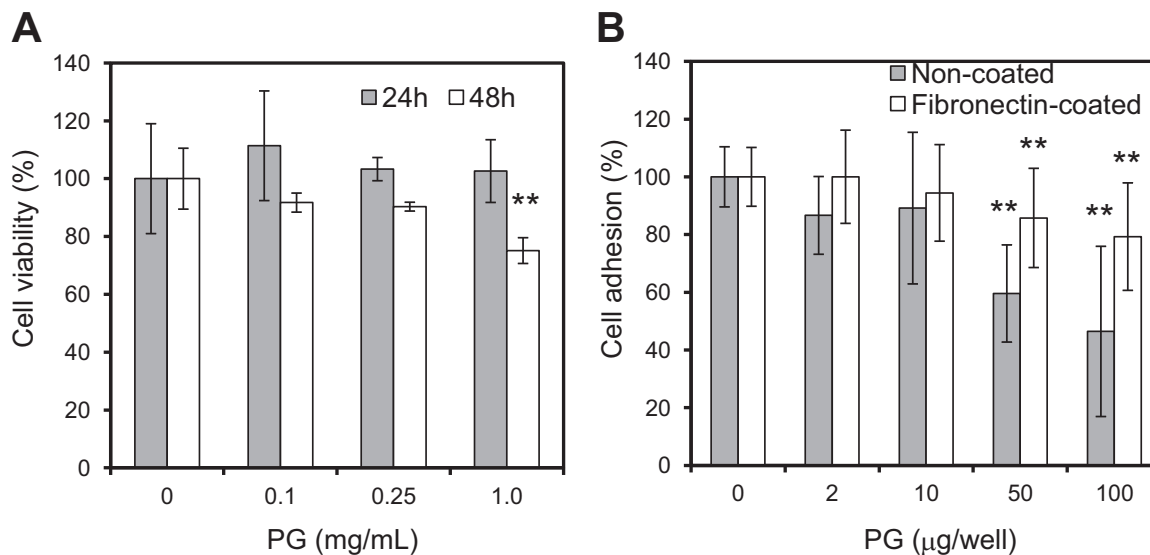 A
Cell viability (%)
140
120
100
80
60
40
20
0
24h 48h
**
0 0.1 0.25 1.0
PG (mg/mL)
B
Cell adhesion (%)
140
120
100
80
60
40
20
0
Non-coated
Fibronectin-coated
** ** ** **
0 2 10 50 100
PG (μg/well)